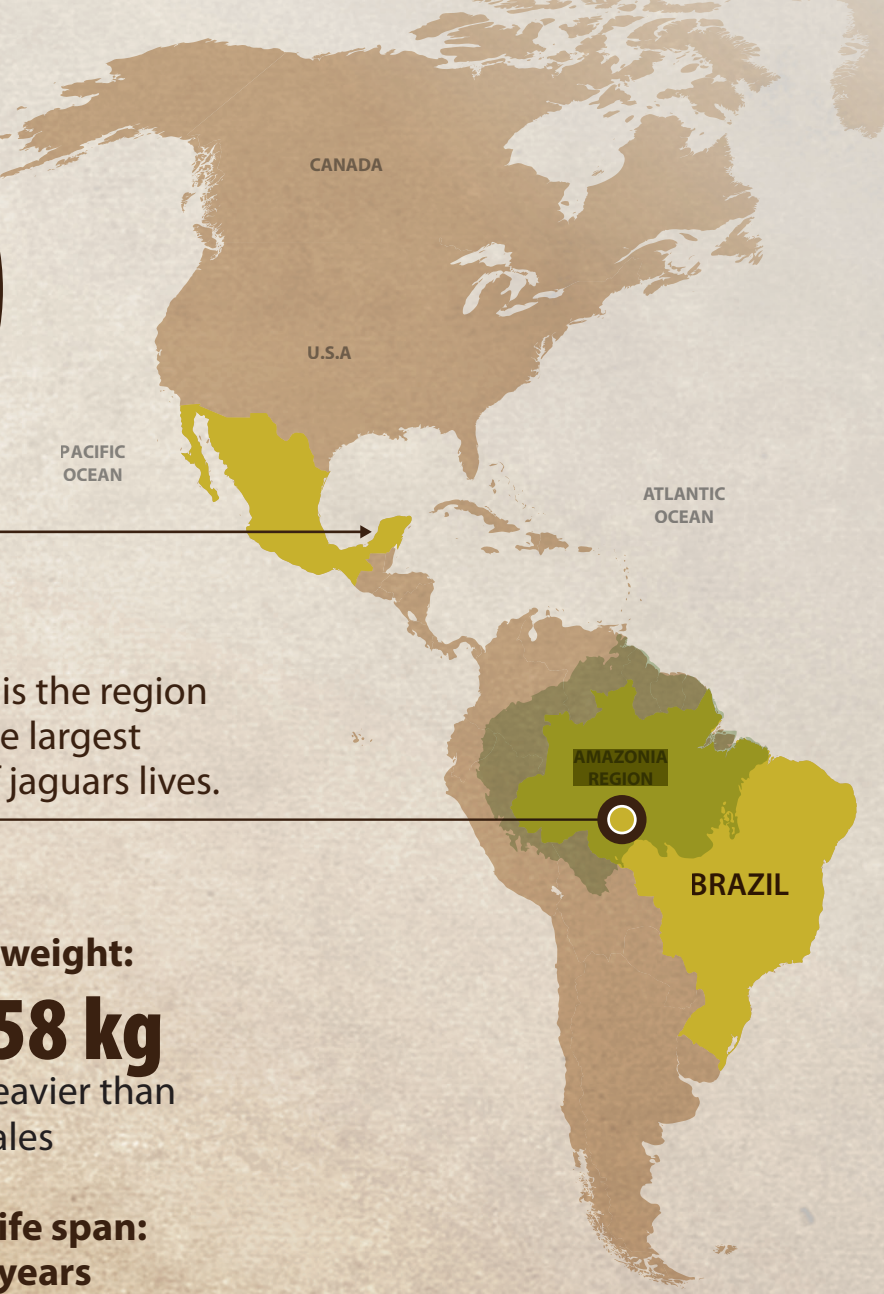 CANADA
U.S.A
PACIFIC
OCEAN
ATLANTIC
OCEAN
is the region
e largest
jaguars lives.
AMAZONIA
REGION
BRAZIL
weight:
58 kg
eavier than
ales
ife span:
years